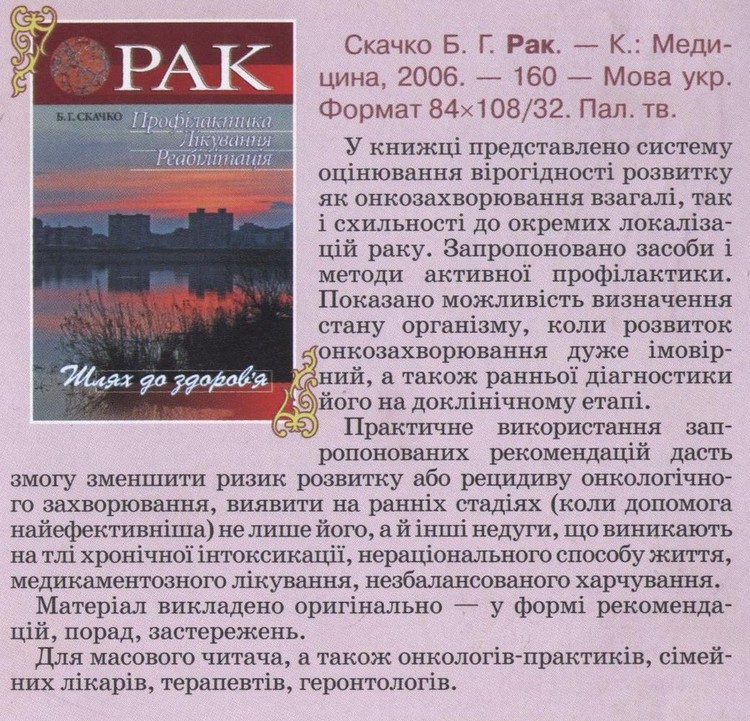 РАК
Б. Г. СКАЧКО
Профілактика
Лікування
Реабілітація
Шлях до здоров'я
Скачко Б. Г. Рак. — К.: Меди-
цина, 2006. — 160 — Мова укр.
Формат 84×108/32. Пал. тв.
У книжці представлено систему
оцінювання вірогідності розвитку
як онкозахворювання взагалі, так
і схильності до окремих локаліза-
цій раку. Запропоновано засоби і
методи активної профілактики.
Показано можливість визначення
стану організму, коли розвиток
онкозахворювання дуже імовір-
ний, а також ранньої діагностики
його на доклінічному етапі.
Практичне використання зап-
ропонованих рекомендацій дасть
змогу зменшити ризик розвитку або рецидиву онкологічно-
го захворювання, виявити на ранніх стадіях (коли допомога
найефективніша) не лише його, а й інші недуги, що виникають
на тлі хронічної інтоксикації, нераціонального способу життя,
медикаментозного лікування, незбалансованого харчування.
Матеріал викладено оригінально — у формі рекоменда-
цій, порад, застережень.
Для масового читача, а також онкологів-практиків, сімей-
них лікарів, терапевтів, геронтологів.